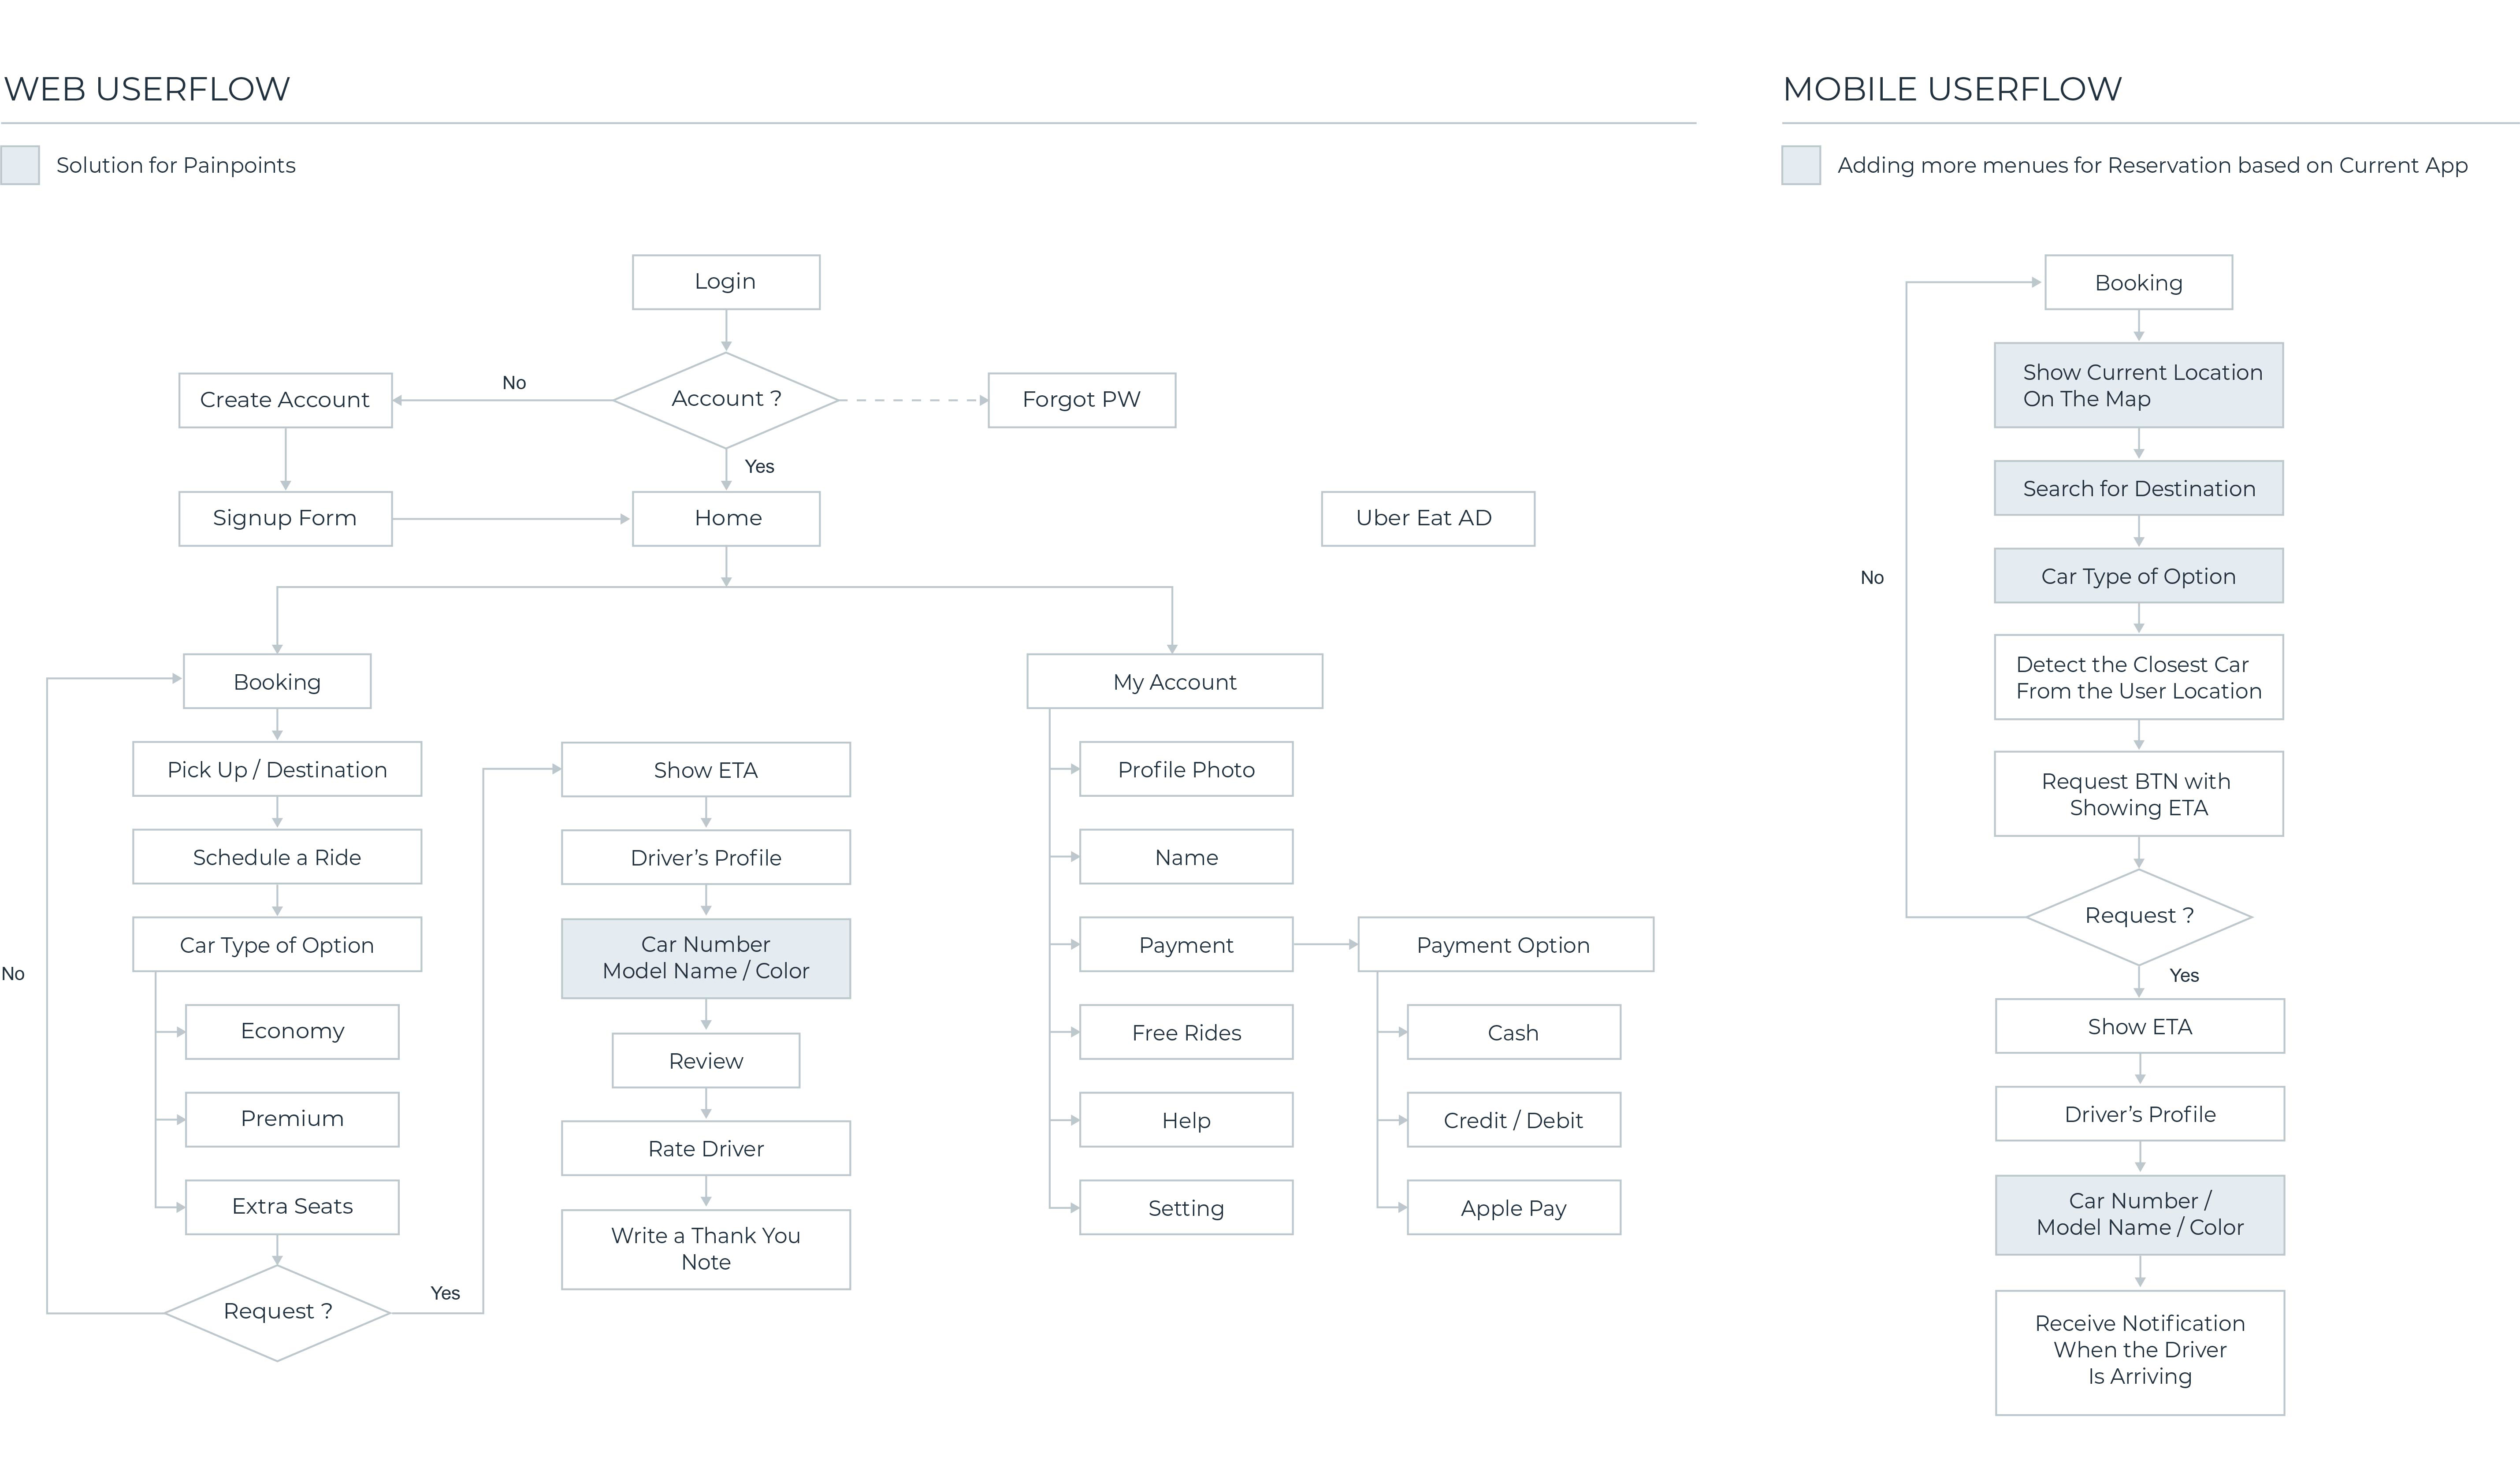 WEB USERFLOW
Solution for Painpoints
Login
Account ?
No
Create Account
Forgot PW
Yes
Signup Form
Home
Uber Eat AD
Booking
Pick Up / Destination
Schedule a Ride
Car Type of Option
Economy
Premium
Extra Seats
Request ?
No
Yes
Show ETA
Driver’s Profile
Car Number
Model Name / Color
Review
Rate Driver
Write a Thank You
Note
My Account
Profile Photo
Name
Payment
Free Rides
Help
Setting
Payment Option
Cash
Credit / Debit
Apple Pay
MOBILE USERFLOW
Adding more menues for Reservation based on Current App
Booking
Show Current Location
On The Map
Search for Destination
Car Type of Option
No
Detect the Closest Car
From the User Location
Request BTN with
Showing ETA
Request ?
Yes
Show ETA
Driver’s Profile
Car Number /
Model Name / Color
Receive Notification
When the Driver
Is Arriving